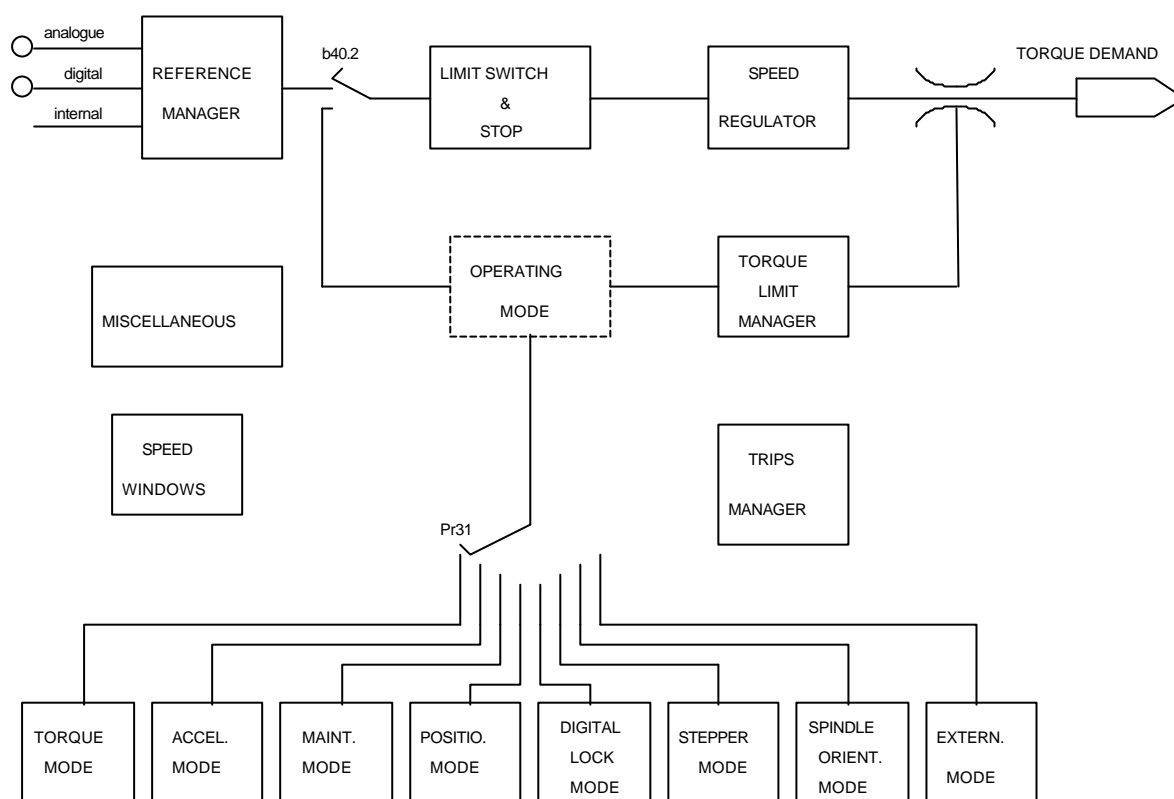 analogue
digital
internal
REFERENCE
MANAGER
b40.2
LIMIT SWITCH
&
STOP
SPEED
REGULATOR
TORQUE DEMAND
OPERATING
MODE
TORQUE
LIMIT
MANAGER
MISCELLANEOUS
SPEED
WINDOWS
TRIPS
MANAGER
Pr31
TORQUE
MODE
ACCEL.
MODE
MAINT.
MODE
POSITIO.
MODE
DIGITAL
LOCK
MODE
STEPPER
MODE
SPINDLE
ORIENT.
MODE
EXTERN.
MODE